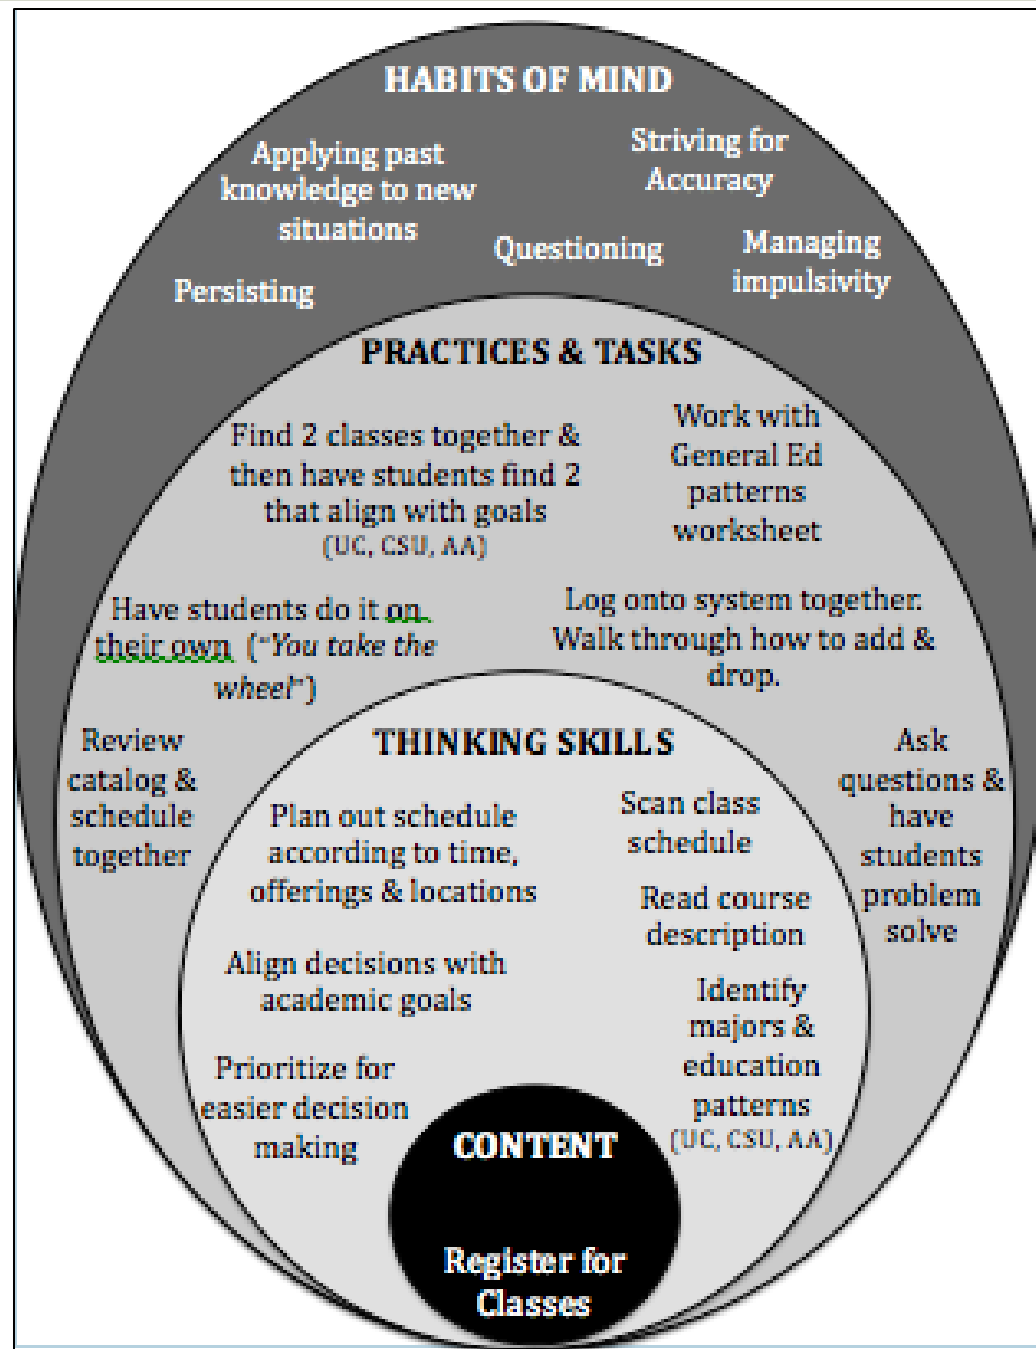 HABITS OF MIND
Applying past
knowledge to new
situations
Striving for
Accuracy
Questioning
Managing
impulsivity
Persisting
PRACTICES & TASKS
Find 2 classes together &
then have students find 2
that align with goals
(UC, CSU, AA)
Work with
General Ed
patterns
worksheet
Have students do it on
their own ("You take the
wheel")
Log onto system together.
Walk through how to add &
drop.
Review
catalog &
schedule
together
Ask
questions &
have
students
problem
solve
THINKING SKILLS
Plan out schedule
according to time,
offerings & locations
Scan class
schedule
Read course
description
Align decisions with
academic goals
Identify
majors &
education
patterns
(UC, CSU, AA)
Prioritize for
easier decision
making
CONTENT
Register for
Classes